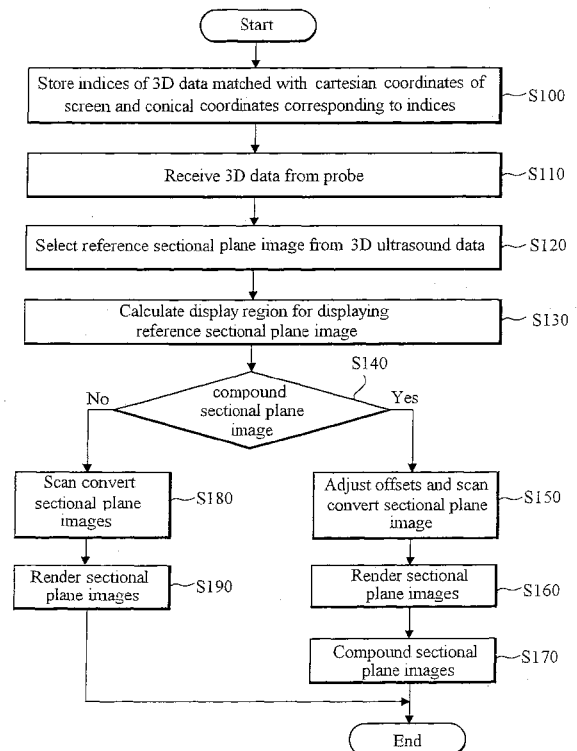 Start
Store indices of 3D data matched with cartesian coordinates of
screen and conical coordinates corresponding to indices
S100
Receive 3D data from probe
S110
Select reference sectional plane image from 3D ultrasound data
S120
Calculate display region for displaying
reference sectional plane image
S130
S140
compound
sectional plane
image
No
Yes
Scan convert
sectional plane
images
S180
Adjust offsets and scan
convert sectional plane
image
S150
Render sectional
plane images
S190
Render sectional
plane images
S160
Compound sectional
plane images
S170
End